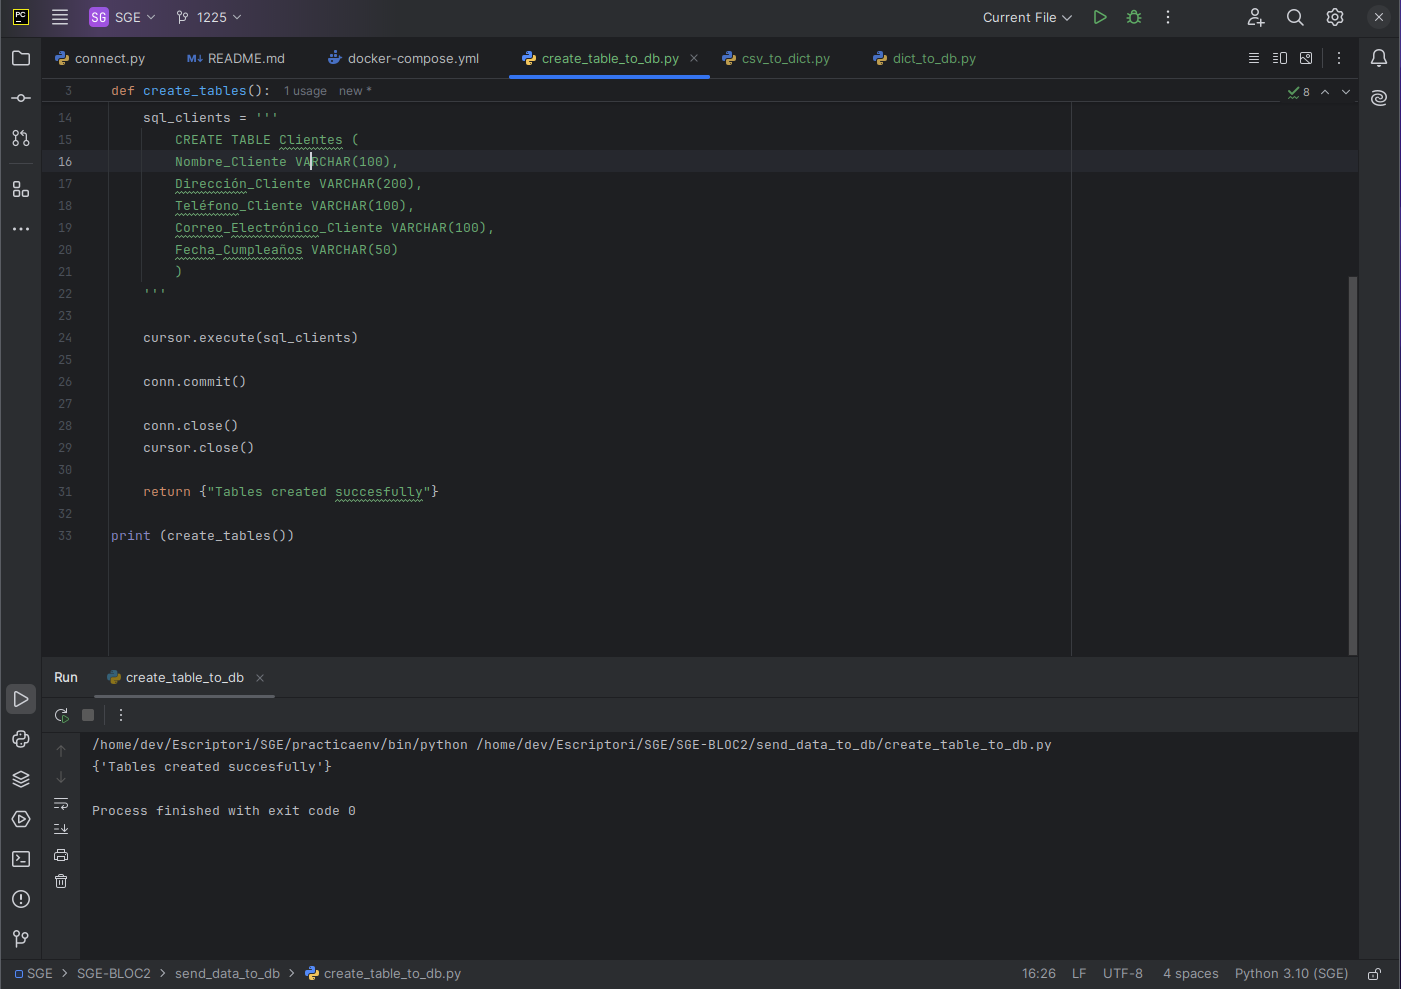 PC
SG SGE 1225 Current File
connect.py README.md docker-compose.yml create_table_to_db.py csv_to_dict.py dict_to_db.py
3 def create_tables(): 1 usage new * 8
14 sql_clients = '''
15 CREATE TABLE Clientes (
16 Nombre_Cliente VARCHAR(100),
17 Dirección_Cliente VARCHAR(200),
18 Teléfono_Cliente VARCHAR(100),
19 Correo_Electrónico_Cliente VARCHAR(100),
20 Fecha_Cumpleaños VARCHAR(50)
21 )
22 '''
23
24 cursor.execute(sql_clients)
25
26 conn.commit()
27
28 conn.close()
29 cursor.close()
30
31 return {"Tables created succesfully"}
32
33 print (create_tables())
Run create_table_to_db
/home/dev/Escriptori/SGE/practicaenv/bin/python /home/dev/Escriptori/SGE/SGE-BLOC2/send_data_to_db/create_table_to_db.py
{'Tables created succesfully'}
Process finished with exit code 0
SGE > SGE-BLOC2 > send_data_to_db > create_table_to_db.py 16:26 LF UTF-8 4 spaces Python 3.10 (SGE)